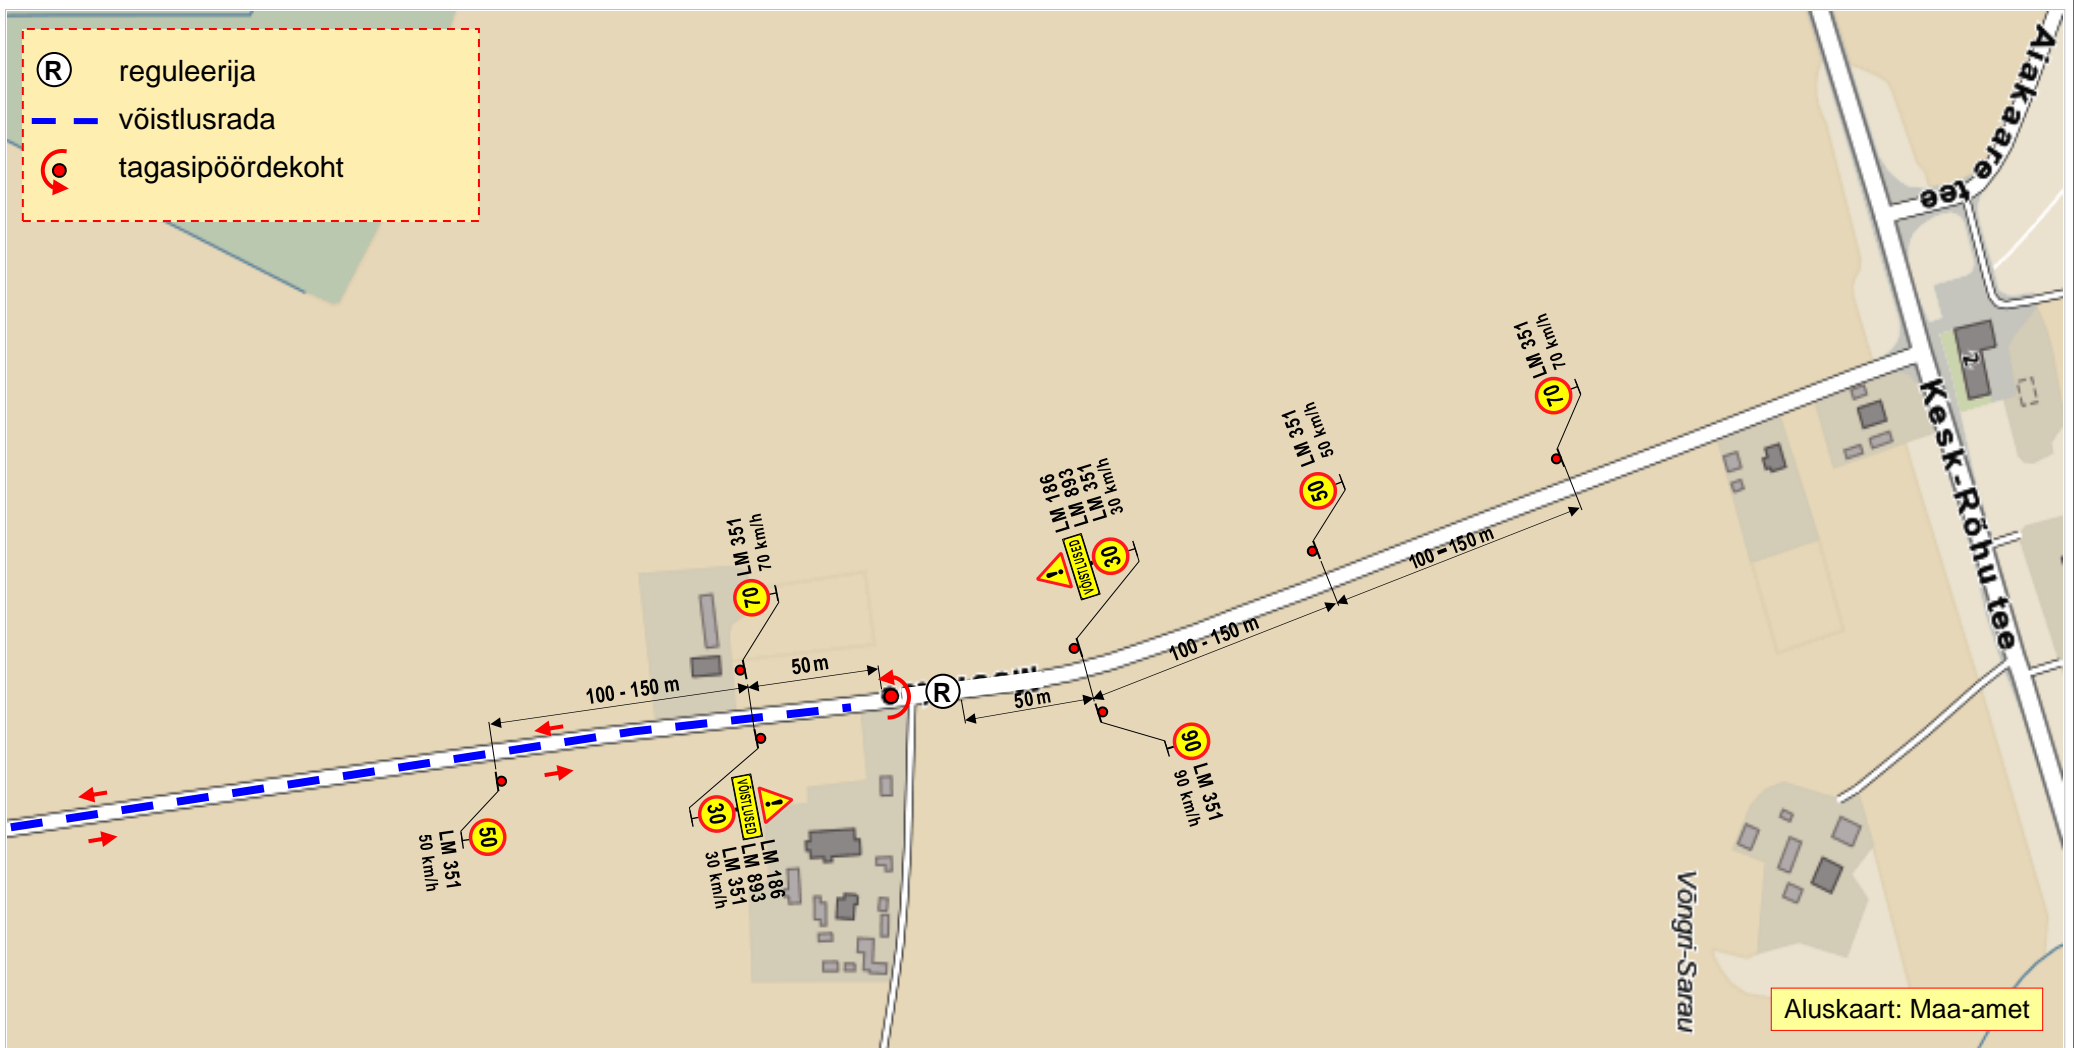 R reguleerija
võistlusrada
tagasipöördekoht
Aiakaare tee
2
Kesk-Rõhu tee
LM 351
70 km/h
70
LM 351
50 km/h
50
100 - 150 m
LM 186
LM 893
LM 351
30 km/h
VÕISTLUSED
30
100 - 150 m
LM 351
70 km/h
70
50 m
100 - 150 m
R
50 m
90
LM 351
90 km/h
50
LM 351
50 km/h
30
VÕISTLUSED
LM 186
LM 893
LM 351
30 km/h
Võngri-Sarau
Aluskaart: Maa-amet